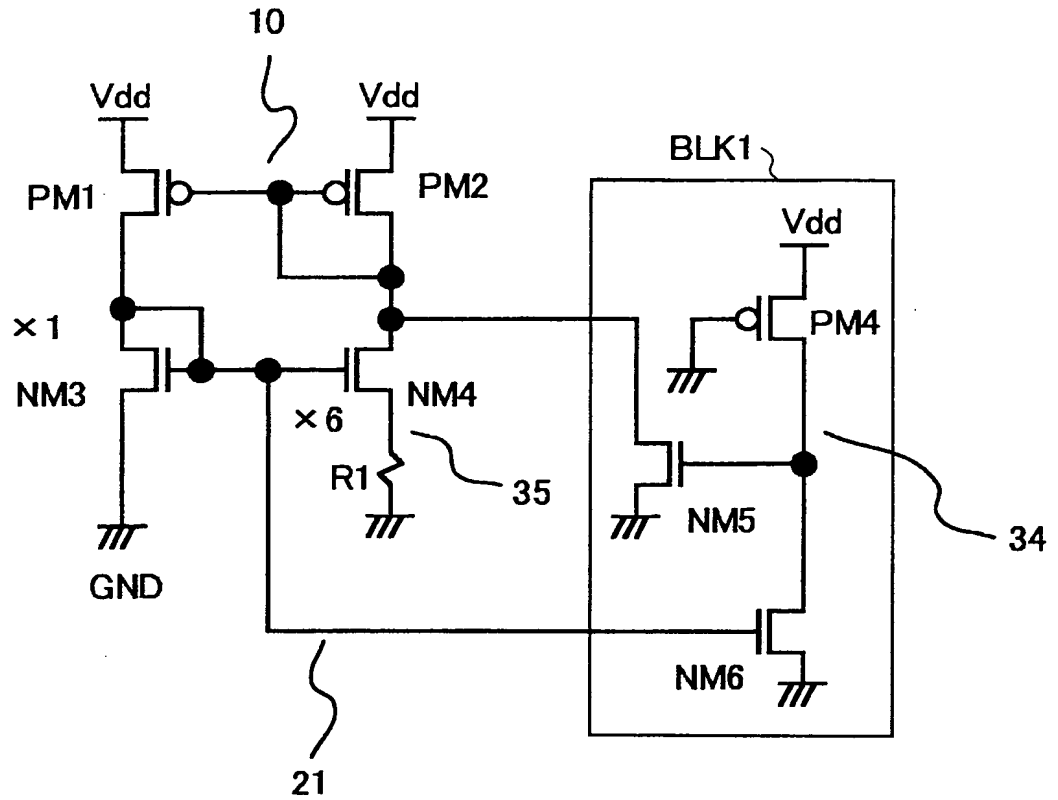 10
Vdd
Vdd
BLK1
PM1
PM2
Vdd
PM4
×1
NM3
×6
NM4
R1
35
NM5
34
GND
NM6
21